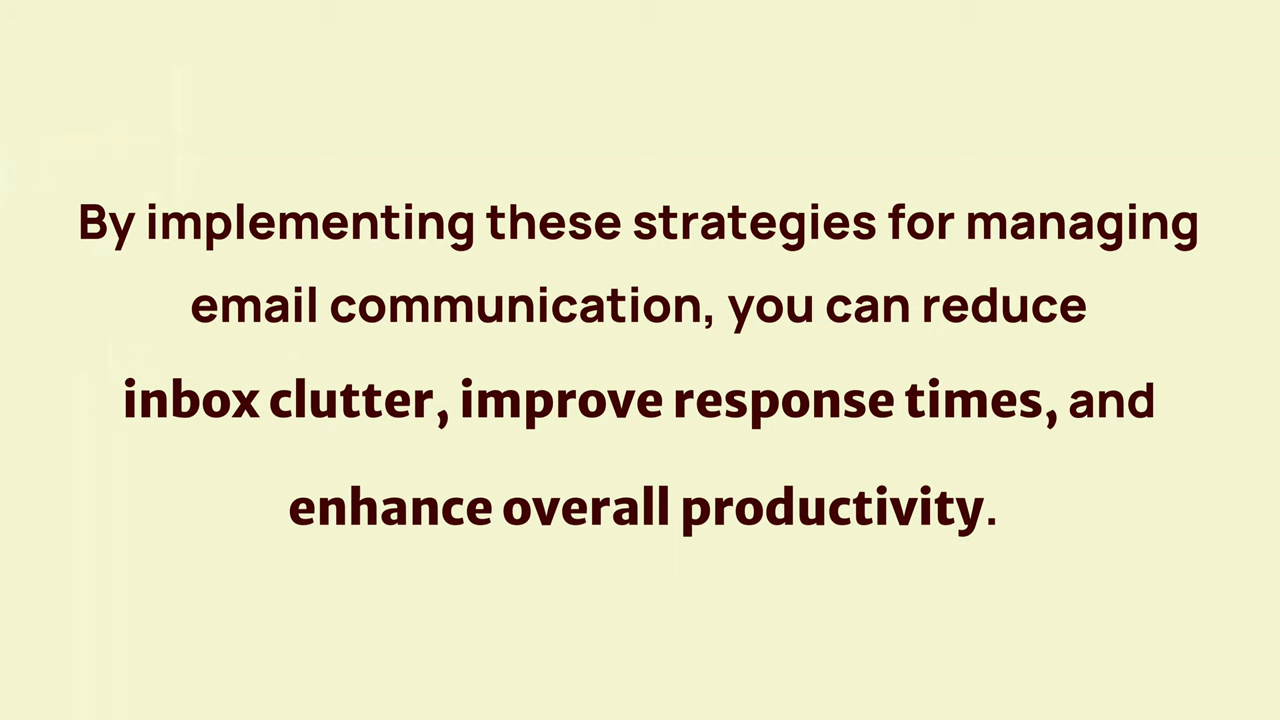 By implementing these strategies for managing
email communication, you can reduce
inbox clutter, improve response times, and
enhance overall productivity.